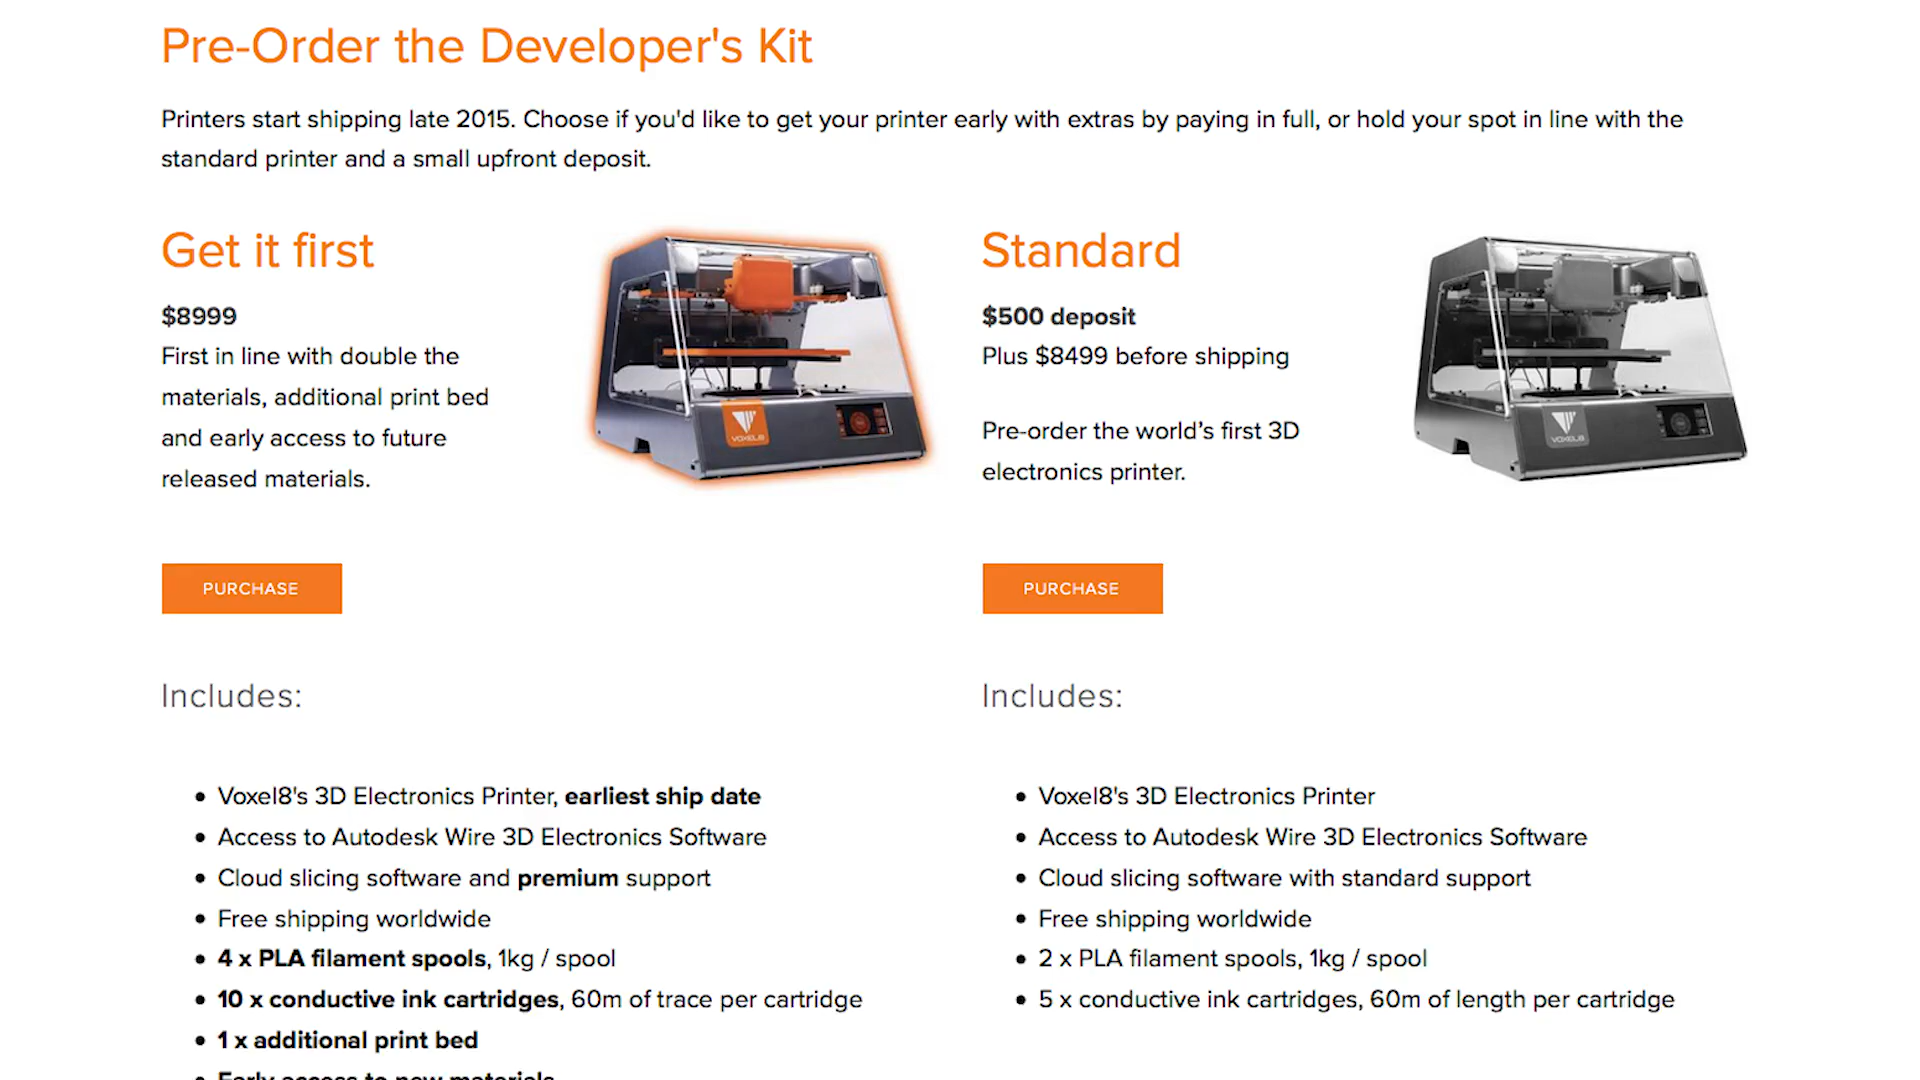 Pre-Order the Developer's Kit
Printers start shipping late 2015. Choose if you'd like to get your printer early with extras by paying in full, or hold your spot in line with the
standard printer and a small upfront deposit.
Get it first
$8999
First in line with double the
materials, additional print bed
and early access to future
released materials.
VOXEL8
PURCHASE
Includes:
Voxel8's 3D Electronics Printer, earliest ship date
Access to Autodesk Wire 3D Electronics Software
Cloud slicing software and premium support
Free shipping worldwide
4 x PLA filament spools, 1kg / spool
10 x conductive ink cartridges, 60m of trace per cartridge
1 x additional print bed
Early access to new materials
Standard
$500 deposit
Plus $8499 before shipping
Pre-order the world’s first 3D
electronics printer.
VOXEL8
PURCHASE
Includes:
Voxel8's 3D Electronics Printer
Access to Autodesk Wire 3D Electronics Software
Cloud slicing software with standard support
Free shipping worldwide
2 x PLA filament spools, 1kg / spool
5 x conductive ink cartridges, 60m of length per cartridge